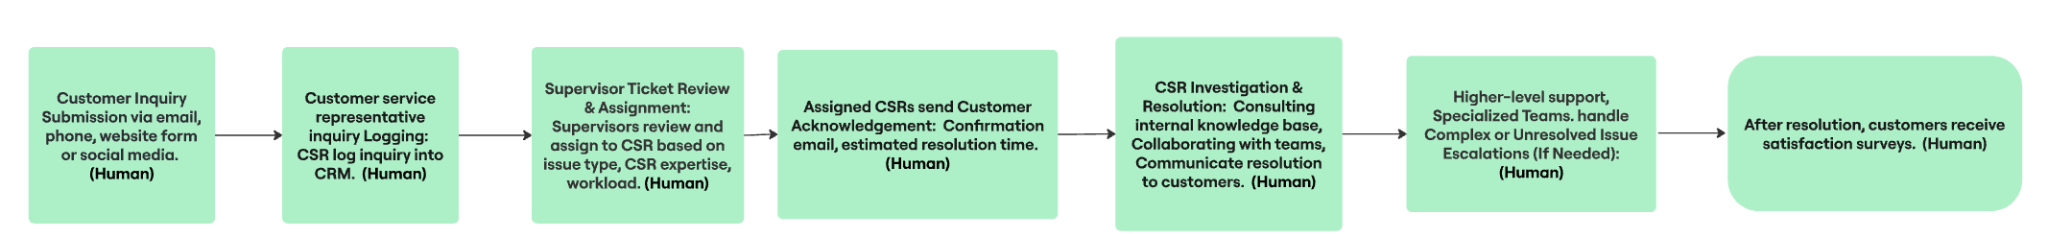 Customer Inquiry
Submission via email,
phone, website form
or social media.
(Human)
Customer service
representative
inquiry Logging:
CSR log inquiry into
CRM. (Human)
Supervisor Ticket Review
& Assignment:
Supervisors review and
assign to CSR based on
issue type, CSR expertise,
workload. (Human)
Assigned CSRs send Customer
Acknowledgement: Confirmation
email, estimated resolution time.
(Human)
CSR Investigation &
Resolution: Consulting
internal knowledge base,
Collaborating with teams,
Communicate resolution
to customers. (Human)
Higher-level support,
Specialized Teams. handle
Complex or Unresolved Issue
Escalations (If Needed):
(Human)
After resolution, customers receive
satisfaction surveys. (Human)